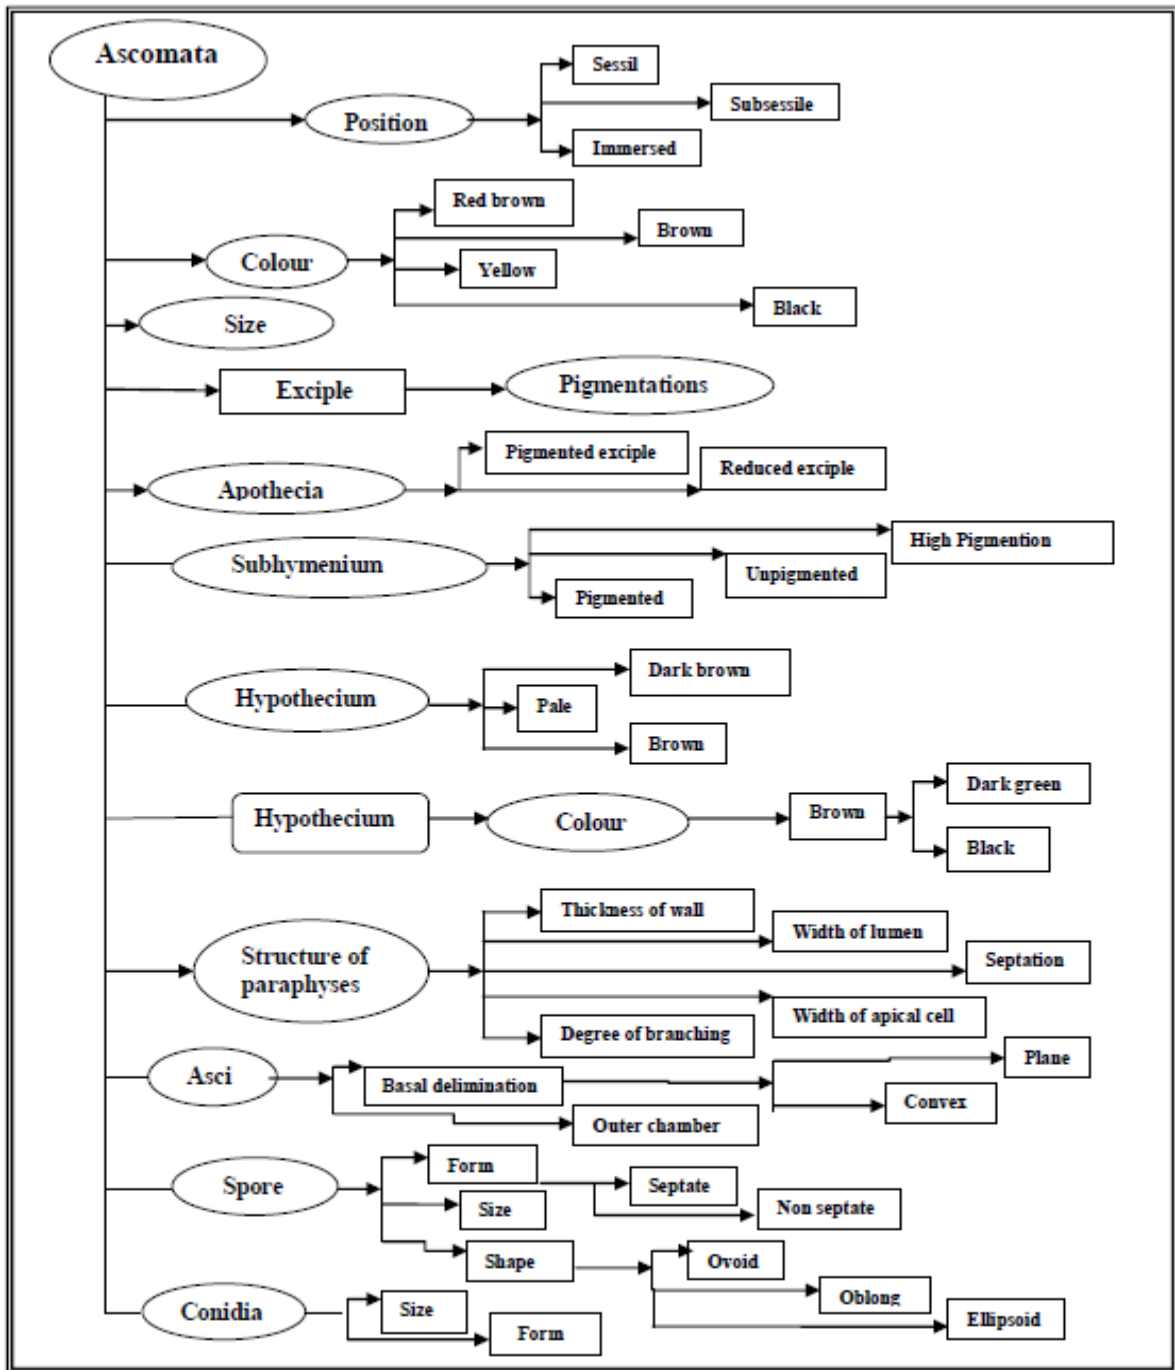 Ascomata
Sessil
Subsessile
Position
Immersed
Red brown
Brown
Colour
Yellow
Black
Size
Exciple
Pigmentations
Pigmented exciple
Reduced exciple
Apothecia
High Pigmention
Subhymenium
Unpigmented
Pigmented
Dark brown
Hypothecium
Pale
Brown
Dark green
Hypothecium
Colour
Brown
Black
Thickness of wall
Width of lumen
Structure of
paraphyses
Septation
Width of apical cell
Degree of branching
Plane
Asci
Basal delimination
Convex
Outer chamber
Form
Spore
Septate
Size
Non septate
Shape
Ovoid
Oblong
Conidia
Size
Form
Ellipsoid